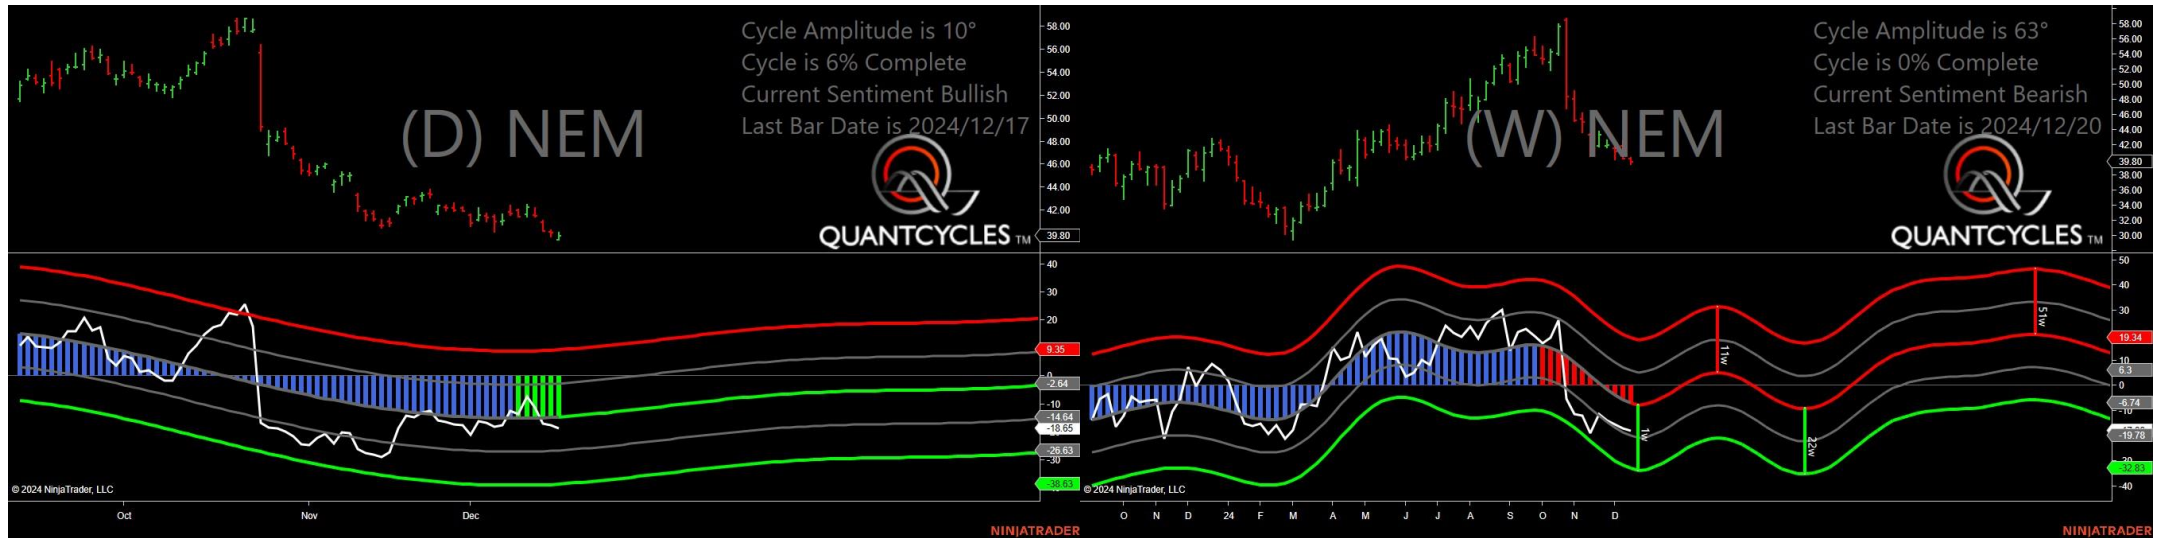 Cycle Amplitude is 10°
Cycle is 6% Complete
Current Sentiment Bullish
Last Bar Date is 2024/12/17
(D) NEM
QUANTCYCLES TM
58.00
56.00
54.00
52.00
50.00
48.00
46.00
44.00
42.00
39.80
40
30
20
9.35
0
-2.64
-10
-14.64
-18.65
-26.63
-30
-38.63
© 2024 NinjaTrader, LLC
Oct
Nov
Dec
NINJATRADER
Cycle Amplitude is 63°
Cycle is 0% Complete
Current Sentiment Bearish
Last Bar Date is 2024/12/20
(W) NEM
QUANTCYCLES TM
58.00
56.00
54.00
52.00
50.00
48.00
46.00
44.00
42.00
39.80
38.00
36.00
34.00
32.00
30.00
50
40
30
19.34
10
6.3
0
-6.74
-10
-19.78
-30
-32.83
-40
1w
11w
22w
51w
© 2024 NinjaTrader, LLC
O N D 24 F M A M J J A S O N D
NINJATRADER